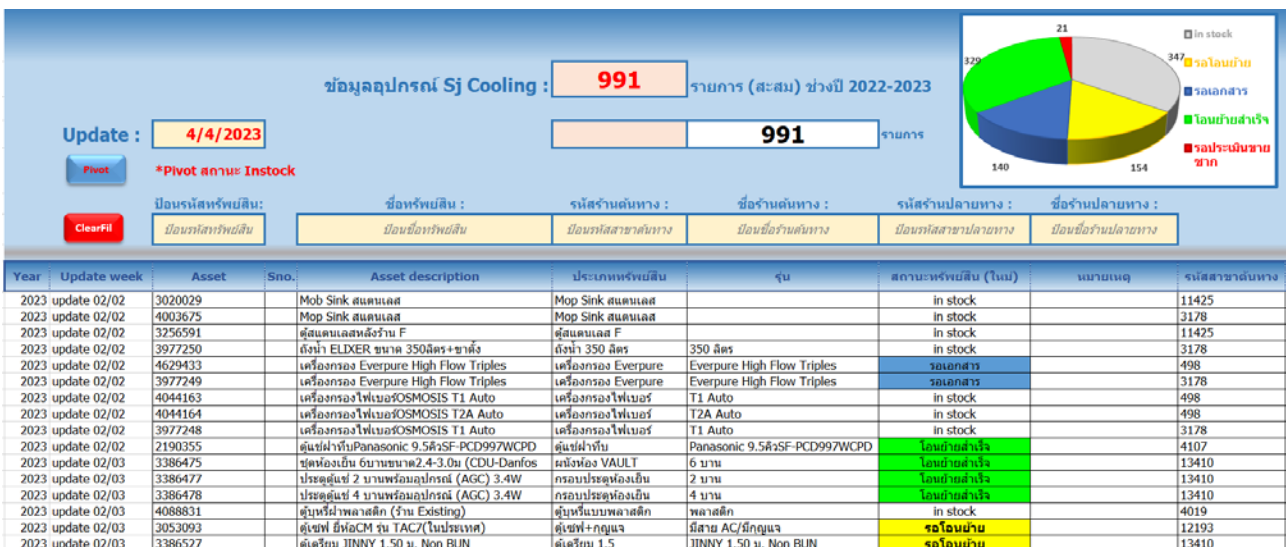 21
in stock
329
347
รอโอนย้าย
ข้อมูลอุปกรณ์ Sj Cooling : 991 รายการ (สะสม) ช่วงปี 2022-2023
รอเอกสาร
โอนย้ายสำเร็จ
Update : 4/4/2023 991 รายการ
รอประเมินขาย
ซาก
140
154
Pivot *Pivot สถานะ Instock
ป้อนรหัสทรัพย์สิน: ชื่อทรัพย์สิน : รหัสร้านต้นทาง : ชื่อร้านต้นทาง : รหัสร้านปลายทาง : ชื่อร้านปลายทาง :
ClearFil ป้อนรหัสทรัพย์สิน ป้อนชื่อทรัพย์สิน ป้อนรหัสสาขาต้นทาง ป้อนชื่อร้านต้นทาง ป้อนรหัสสาขาปลายทาง ป้อนชื่อร้านปลายทาง
Year Update week Asset Sno. Asset description ประเภททรัพย์สิน รุ่น สถานะทรัพย์สิน (ใหม่) หมายเหตุ รหัสสาขาต้นทาง
2023 update 02/02 3020029 Mob Sink สแตนเลส Mop Sink สแตนเลส in stock 11425
2023 update 02/02 4003675 Mop Sink สแตนเลส Mop Sink สแตนเลส in stock 3178
2023 update 02/02 3256591 ตู้สแตนเลสหลังร้าน F ตู้สแตนเลส F in stock 11425
2023 update 02/02 3977250 ถังน้ำ ELIXER ขนาด 350ลิตร+ขาตั้ง ถังน้ำ 350 ลิตร 350 ลิตร in stock 3178
2023 update 02/02 4629433 เครื่องกรอง Everpure High Flow Triples เครื่องกรอง Everpure Everpure High Flow Triples รอเอกสาร 498
2023 update 02/02 3977249 เครื่องกรอง Everpure High Flow Triples เครื่องกรอง Everpure Everpure High Flow Triples รอเอกสาร 3178
2023 update 02/02 4044163 เครื่องกรองไฟเบอร์OSMOSIS T1 Auto เครื่องกรองไฟเบอร์ T1 Auto in stock 498
2023 update 02/02 4044164 เครื่องกรองไฟเบอร์OSMOSIS T2A Auto เครื่องกรองไฟเบอร์ T2A Auto in stock 498
2023 update 02/02 3977248 เครื่องกรองไฟเบอร์OSMOSIS T1 Auto เครื่องกรองไฟเบอร์ T1 Auto in stock 3178
2023 update 02/02 2190355 ตู้แช่ฝาทึบPanasonic 9.5คิวSF-PCD997WCPD ตู้แช่ฝาทึบ Panasonic 9.5คิวSF-PCD997WCPD โอนย้ายสำเร็จ 4107
2023 update 02/03 3386475 ชุดห้องเย็น 6บานขนาด2.4-3.0ม (CDU-Danfos ผนังห้อง VAULT 6 บาน โอนย้ายสำเร็จ 13410
2023 update 02/03 3386477 ประตูตู้แช่ 2 บานพร้อมอุปกรณ์ (AGC) 3.4W กรอบประตูห้องเย็น 2 บาน โอนย้ายสำเร็จ 13410
2023 update 02/03 3386478 ประตูตู้แช่ 4 บานพร้อมอุปกรณ์ (AGC) 3.4W กรอบประตูห้องเย็น 4 บาน โอนย้ายสำเร็จ 13410
2023 update 02/03 4088831 ตู้บุหรี่ฝาพลาสติก (ร้าน Existing) ตู้บุหรี่แบบพลาสติก พลาสติก in stock 4019
2023 update 02/03 3053093 ตู้เซฟ ยี่ห้อCM รุ่น TAC7(ในประเทศ) ตู้เซฟ+กุญแจ มีสาย AC/มีกุญแจ รอโอนย้าย 12193
2023 update 02/03 3386527 ตู้เตรียม JINNY 1.50 ม. Non BUN ตู้เตรียม 1.5 JINNY 1.50 ม. Non BUN รอโอนย้าย 13410